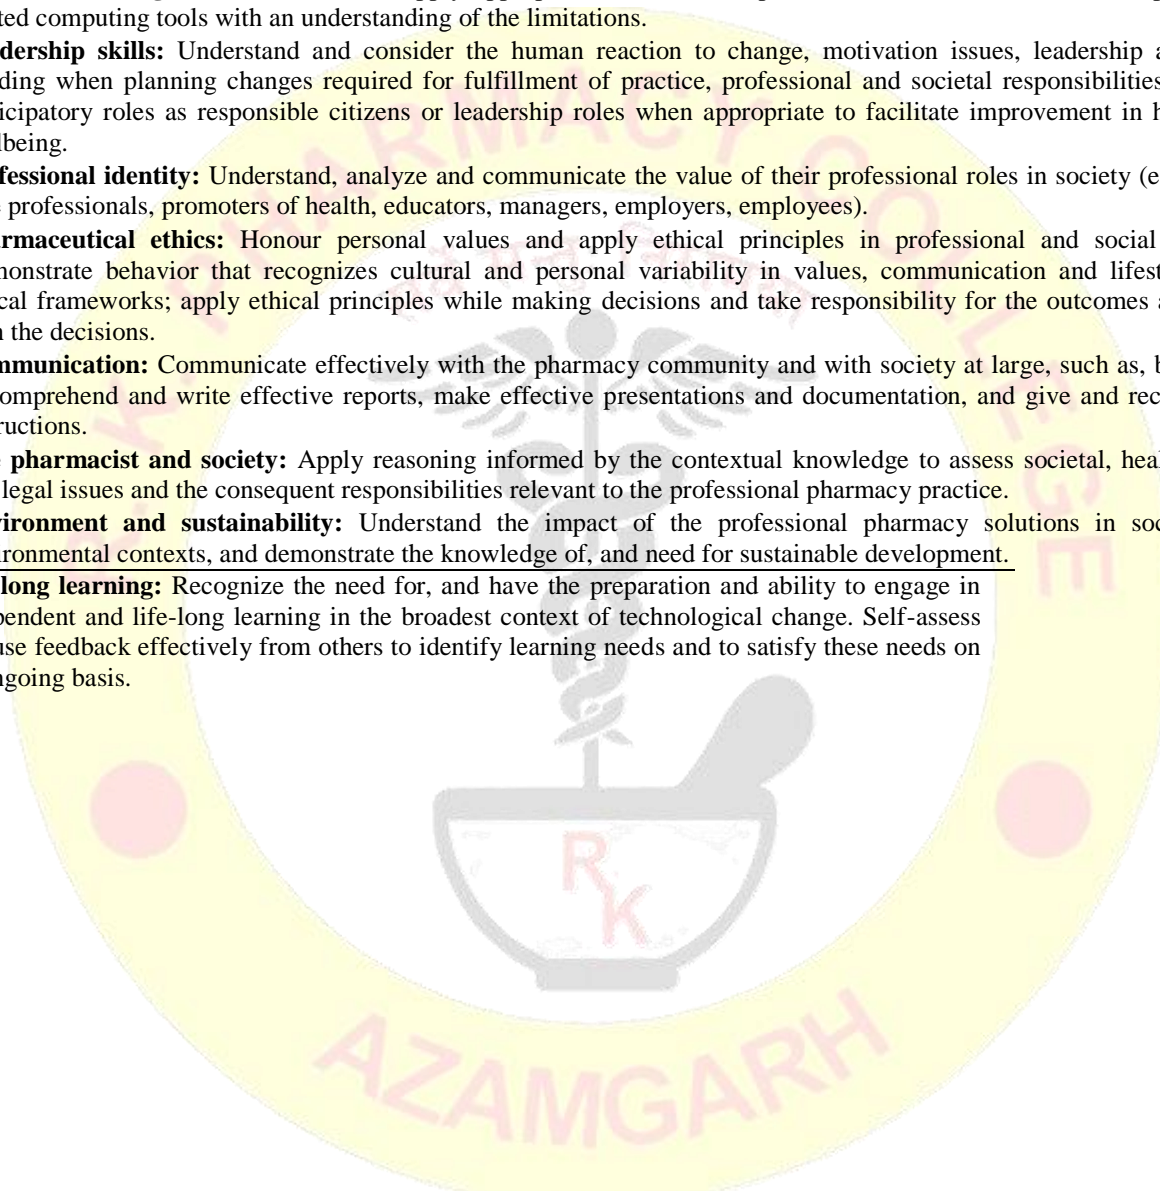 ted computing tools with an understanding of the limitations.
dership skills: Understand and consider the human reaction to change, motivation issues, leadership a
ding when planning changes required for fulfillment of practice, professional and societal responsibilities
icipatory roles as responsible citizens or leadership roles when appropriate to facilitate improvement in h
lbeing.
fessional identity: Understand, analyze and communicate the value of their professional roles in society (e
e professionals, promoters of health, educators, managers, employers, employees).
rmaceutical ethics: Honour personal values and apply ethical principles in professional and social
monstrate behavior that recognizes cultural and personal variability in values, communication and lifest
ical frameworks; apply ethical principles while making decisions and take responsibility for the outcomes a
h the decisions.
mmunication: Communicate effectively with the pharmacy community and with society at large, such as, b
omprehend and write effective reports, make effective presentations and documentation, and give and rec
ructions.
e pharmacist and society: Apply reasoning informed by the contextual knowledge to assess societal, heal
legal issues and the consequent responsibilities relevant to the professional pharmacy practice.
vironment and sustainability: Understand the impact of the professional pharmacy solutions in soc
ironmental contexts, and demonstrate the knowledge of, and need for sustainable development.
long learning: Recognize the need for, and have the preparation and ability to engage in
pendent and life-long learning in the broadest context of technological change. Self-assess
use feedback effectively from others to identify learning needs and to satisfy these needs on
ngoing basis.
R.K. PHARMACY COLLEGE
R
K
AZAMGARH